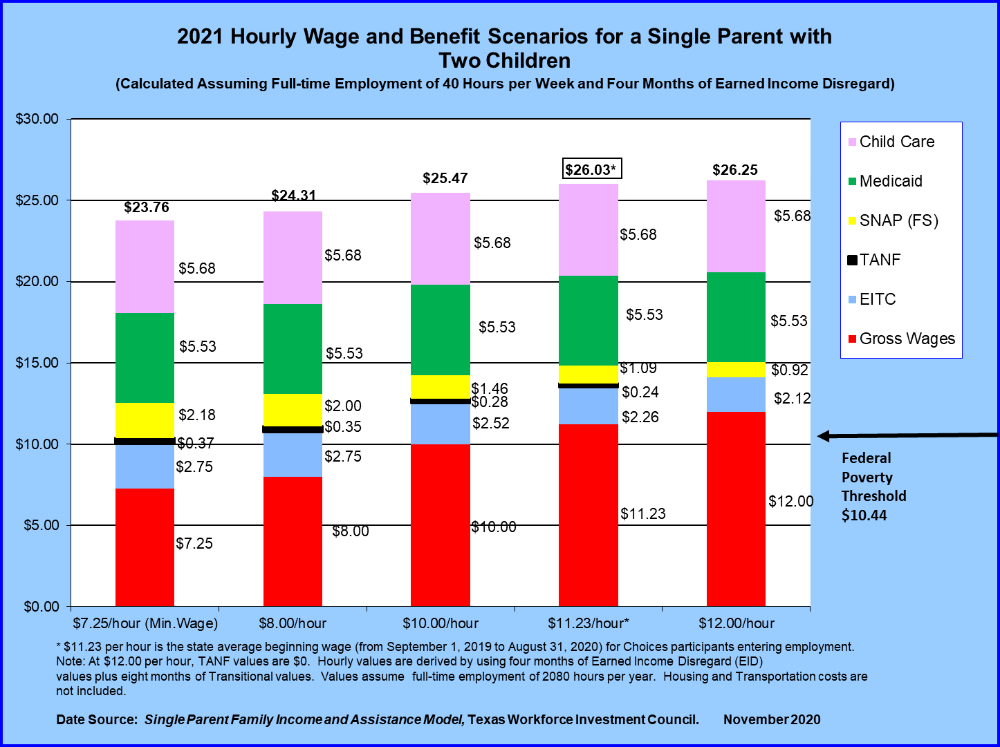 2021 Hourly Wage and Benefit Scenarios for a Single Parent with
Two Children
(Calculated Assuming Full-time Employment of 40 Hours per Week and Four Months of Earned Income Disregard)
$30.00
$25.00
$20.00
$15.00
$10.00
$5.00
$0.00
$23.76
$5.68
$5.53
$2.18
$0.37
$2.75
$7.25
$24.31
$5.68
$5.53
$2.00
$0.35
$2.75
$8.00
$25.47
$5.68
$5.53
$1.46
$0.28
$2.52
$10.00
$26.03*
$5.68
$5.53
$1.09
$0.24
$2.26
$11.23
$26.25
$5.68
$5.53
$0.92
$2.12
$12.00
$7.25/hour (Min.Wage)
$8.00/hour
$10.00/hour
$11.23/hour*
$12.00/hour
Child Care
Medicaid
SNAP (FS)
TANF
EITC
Gross Wages
Federal
Poverty
Threshold
$10.44
* $11.23 per hour is the state average beginning wage (from September 1, 2019 to August 31, 2020) for Choices participants entering employment.
Note: At $12.00 per hour, TANF values are $0. Hourly values are derived by using four months of Earned Income Disregard (EID)
values plus eight months of Transitional values. Values assume full-time employment of 2080 hours per year. Housing and Transportation costs are
not included.
Date Source: Single Parent Family Income and Assistance Model, Texas Workforce Investment Council. November 2020